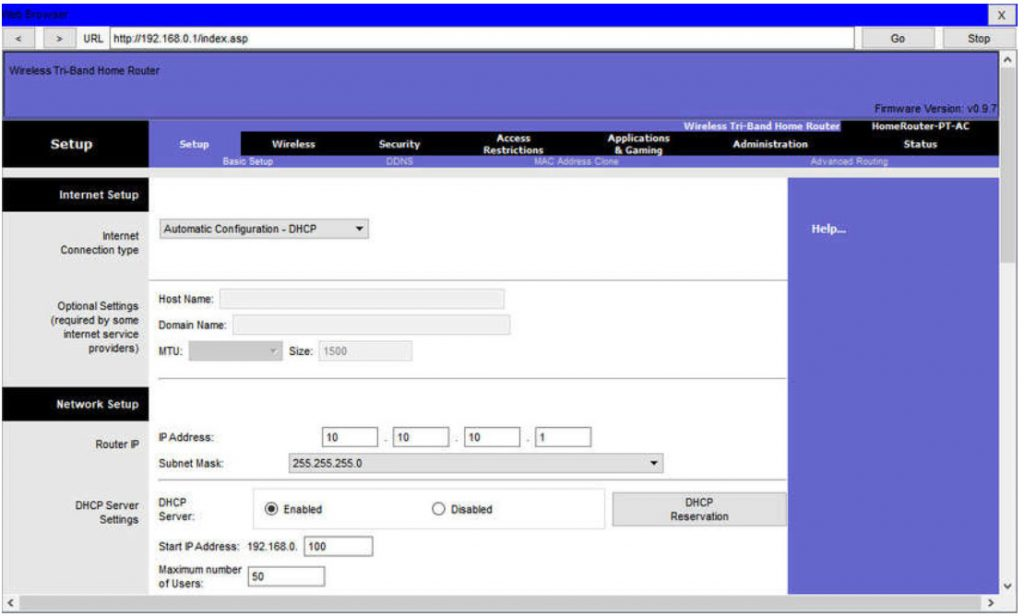 Web Browser X
< > URL http://192.168.0.1/index.asp Go Stop
Wireless Tri-Band Home Router
Firmware Version: v0.9.7
Wireless Tri-Band Home Router HomeRouter-PT-AC
Setup
Setup Wireless Security Access Restrictions Applications & Gaming Administration Status
Basic Setup DDNS MAC Address Clone Advanced Routing
Internet Setup
Internet
Connection type
Automatic Configuration - DHCP
Help...
Optional Settings
(required by some
internet service
providers)
Host Name:
Domain Name:
MTU: Size: 1500
Network Setup
Router IP
IP Address: 10 . 10 . 10 . 1
Subnet Mask: 255.255.255.0
DHCP Server
Settings
DHCP
Server:
Enabled Disabled
DHCP
Reservation
Start IP Address: 192.168.0. 100
Maximum number
of Users:
50